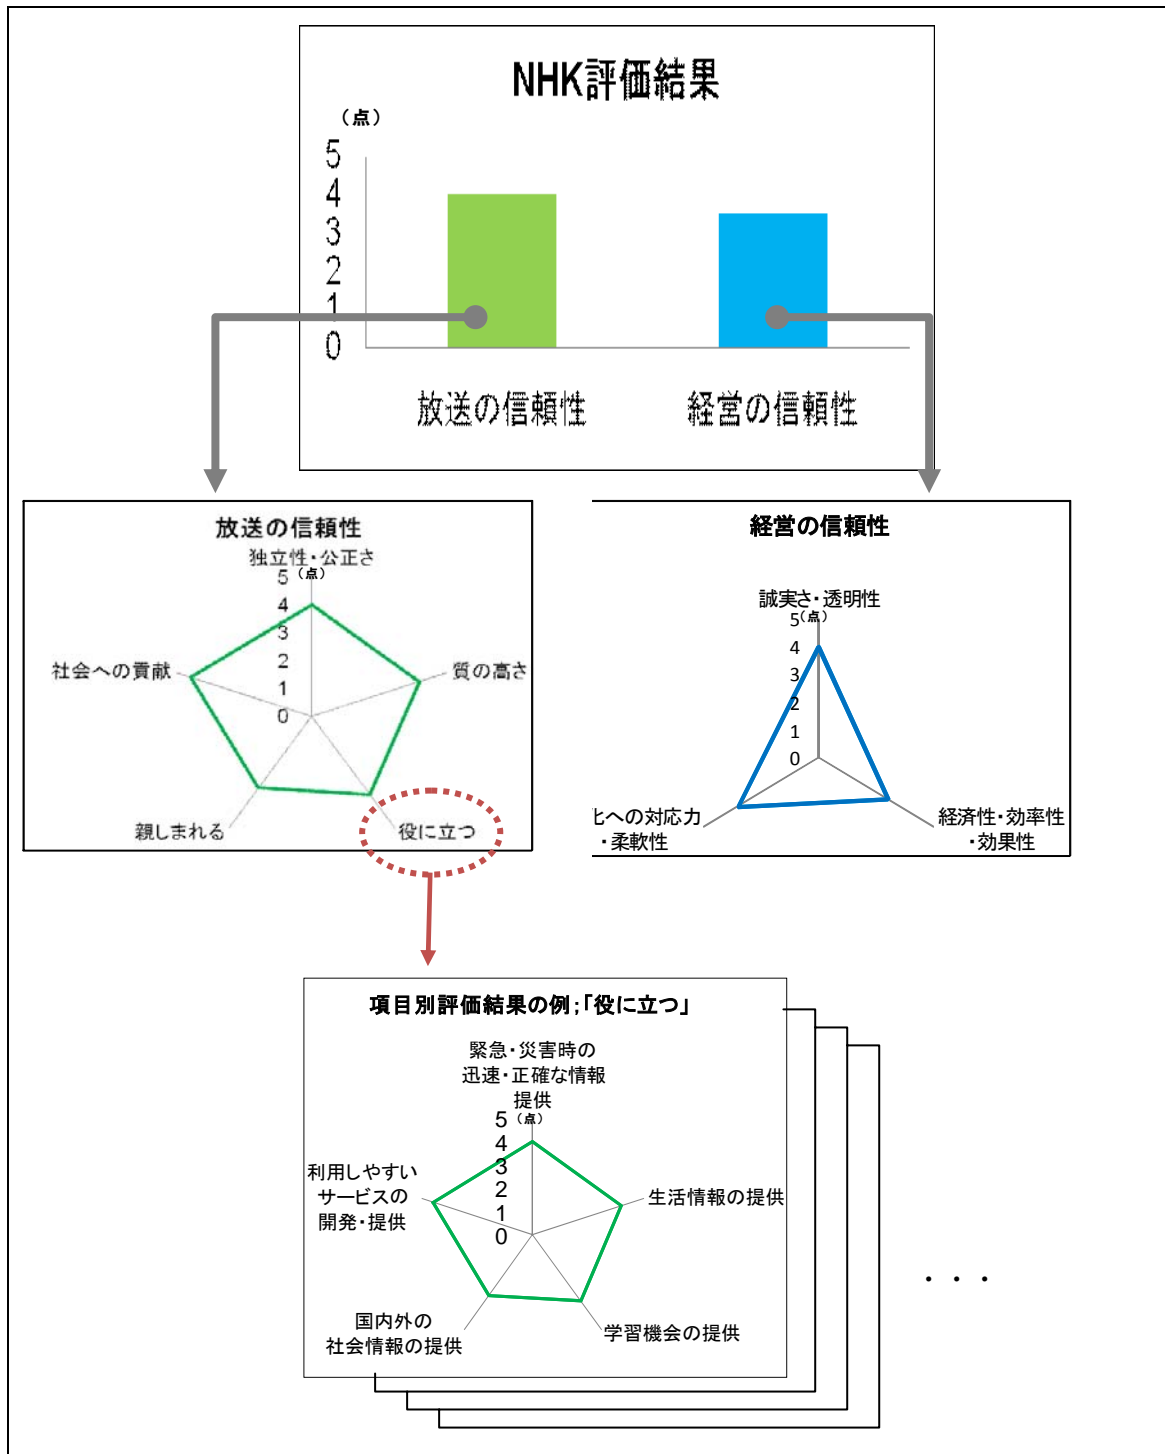 NHK評価結果
（点）
5
4
3
2
1
0
放送の信頼性
経営の信頼性
放送の信頼性
独立性・公正さ
（点）
5
4
3
2
1
0
質の高さ
役に立つ
親しまれる
社会への貢献
経営の信頼性
誠実さ・透明性
（点）
5
4
3
2
1
0
経済性・効率性
・効果性
化への対応力
・柔軟性
項目別評価結果の例；「役に立つ」
緊急・災害時の
迅速・正確な情報
提供
（点）
5
4
3
2
1
0
生活情報の提供
学習機会の提供
国内外の
社会情報の提供
利用しやすい
サービスの
開発・提供
・・・